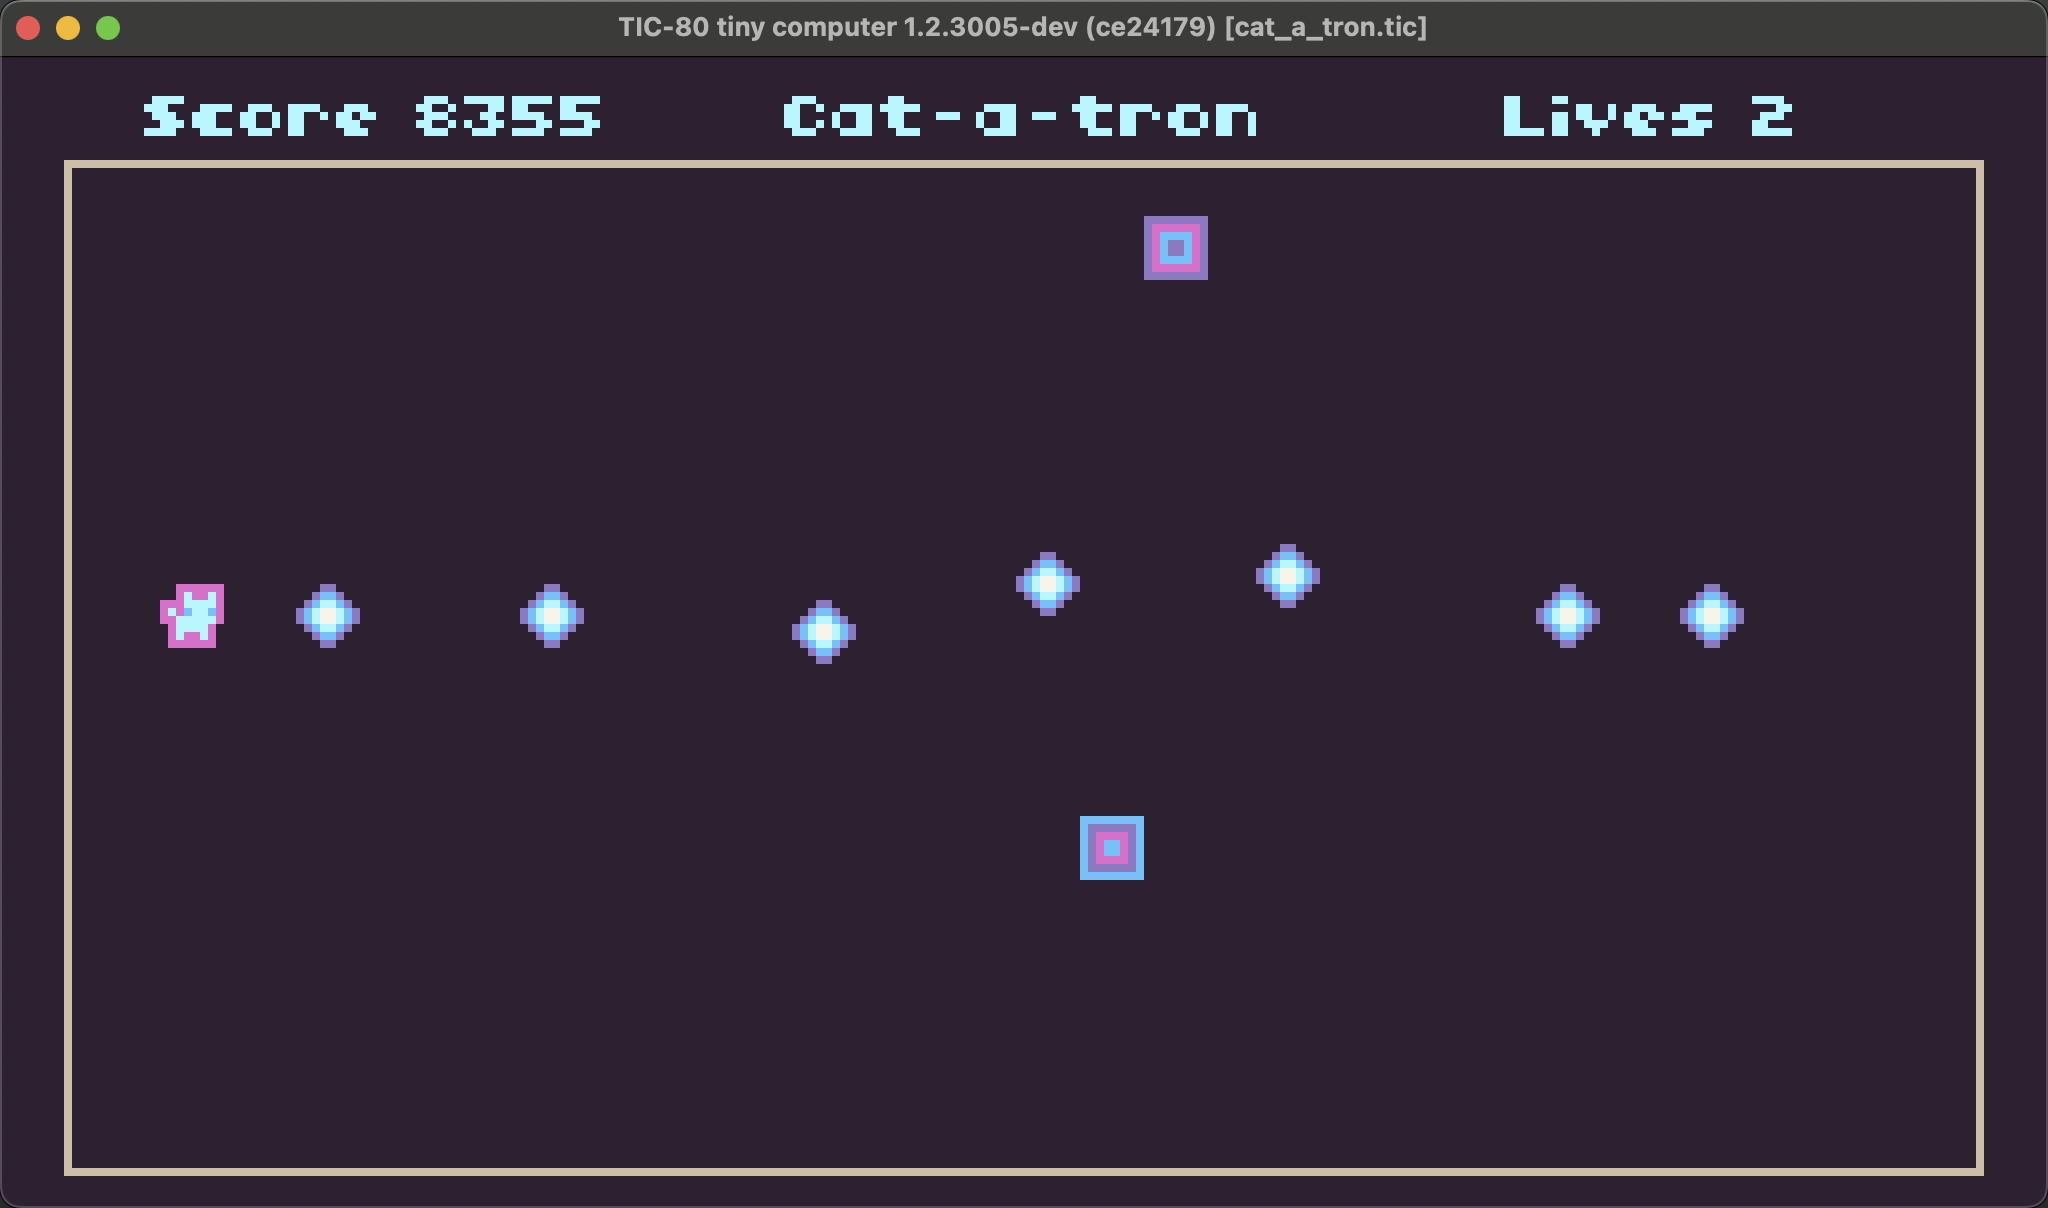 TIC-80 tiny computer 1.2.3005-dev (ce24179) [cat_a_tron.tic]
Score 8355 Cat-a-tron Lives 2